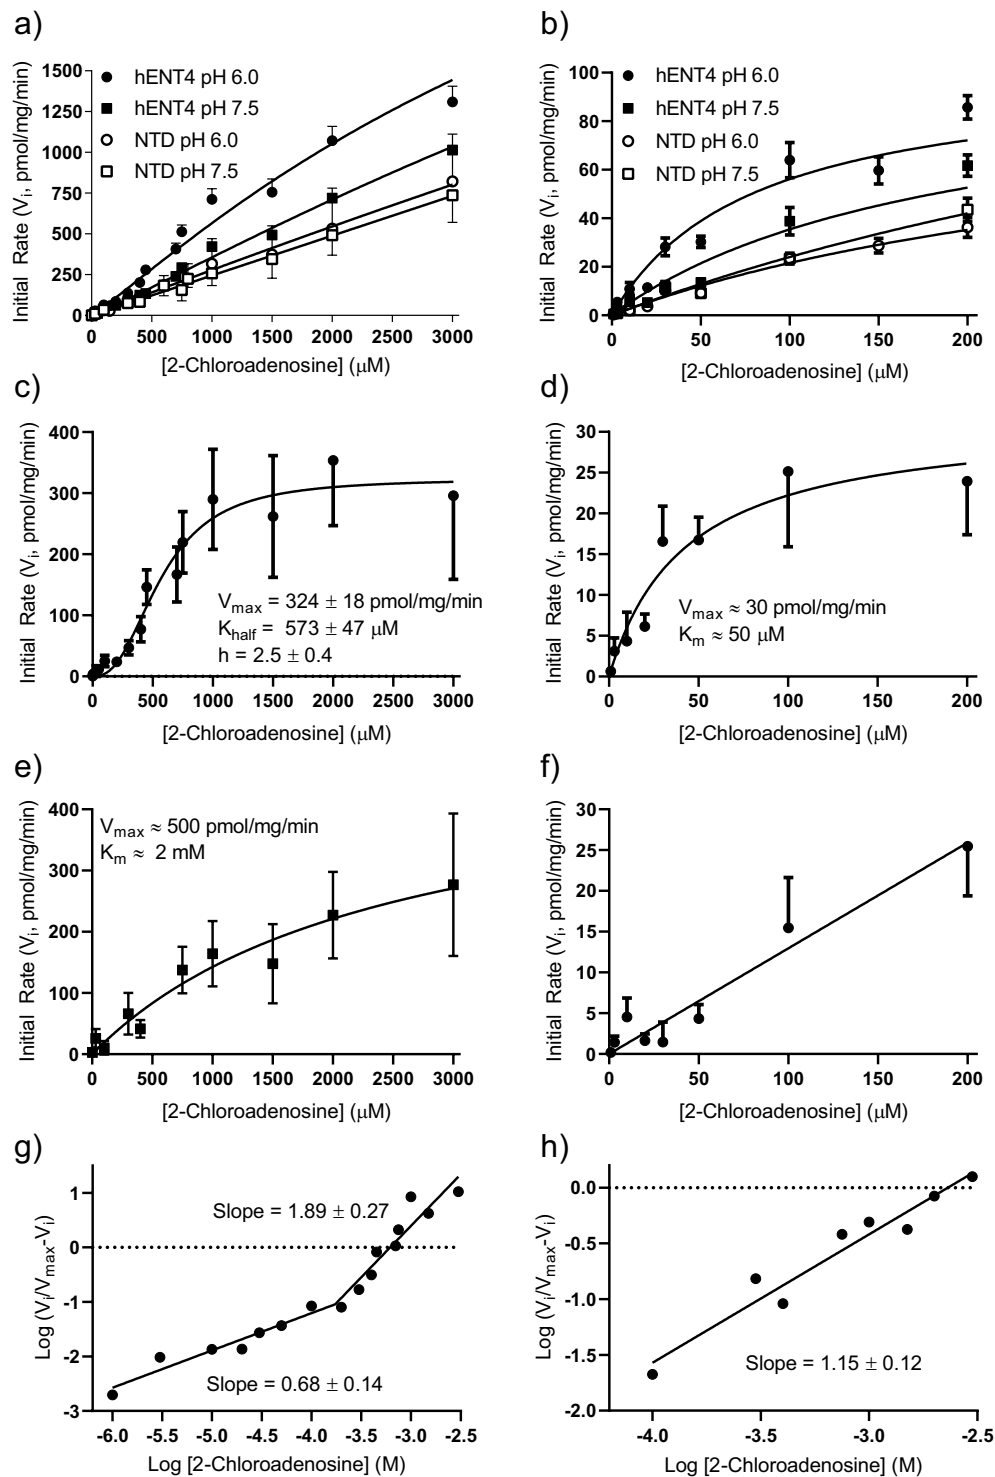 a)
b)
Initial Rate (Vi, pmol/mg/min)
1500
1250
1000
750
500
250
0
hENT4 pH 6.0
hENT4 pH 7.5
NTD pH 6.0
NTD pH 7.5
0 500 1000 1500 2000 2500 3000
[2-Chloroadenosine] (μM)
Initial Rate (Vi, pmol/mg/min)
100
80
60
40
20
0
hENT4 pH 6.0
hENT4 pH 7.5
NTD pH 6.0
NTD pH 7.5
0 50 100 150 200
[2-Chloroadenosine] (μM)
c)
d)
Initial Rate (Vi, pmol/mg/min)
400
300
200
100
0
Vmax = 324 ± 18 pmol/mg/min
Khalf = 573 ± 47 μM
h = 2.5 ± 0.4
0 500 1000 1500 2000 2500 3000
[2-Chloroadenosine] (μM)
Initial Rate (Vi, pmol/mg/min)
30
25
20
15
10
5
0
Vmax ≈ 30 pmol/mg/min
Km ≈ 50 μM
0 50 100 150 200
[2-Chloroadenosine] (μM)
e)
f)
Initial Rate (Vi, pmol/mg/min)
400
300
200
100
0
Vmax ≈ 500 pmol/mg/min
Km ≈ 2 mM
0 500 1000 1500 2000 2500 3000
[2-Chloroadenosine] (μM)
Initial Rate (Vi, pmol/mg/min)
30
25
20
15
10
5
0
0 50 100 150 200
[2-Chloroadenosine] (μM)
g)
h)
Log (Vi/Vmax-Vi)
1
0
-1
-2
-3
Slope = 1.89 ± 0.27
Slope = 0.68 ± 0.14
-6.0 -5.5 -5.0 -4.5 -4.0 -3.5 -3.0 -2.5
Log [2-Chloroadenosine] (M)
Log (Vi/Vmax-Vi)
0.0
-0.5
-1.0
-1.5
-2.0
Slope = 1.15 ± 0.12
-4.0 -3.5 -3.0 -2.5
Log [2-Chloroadenosine] (M)